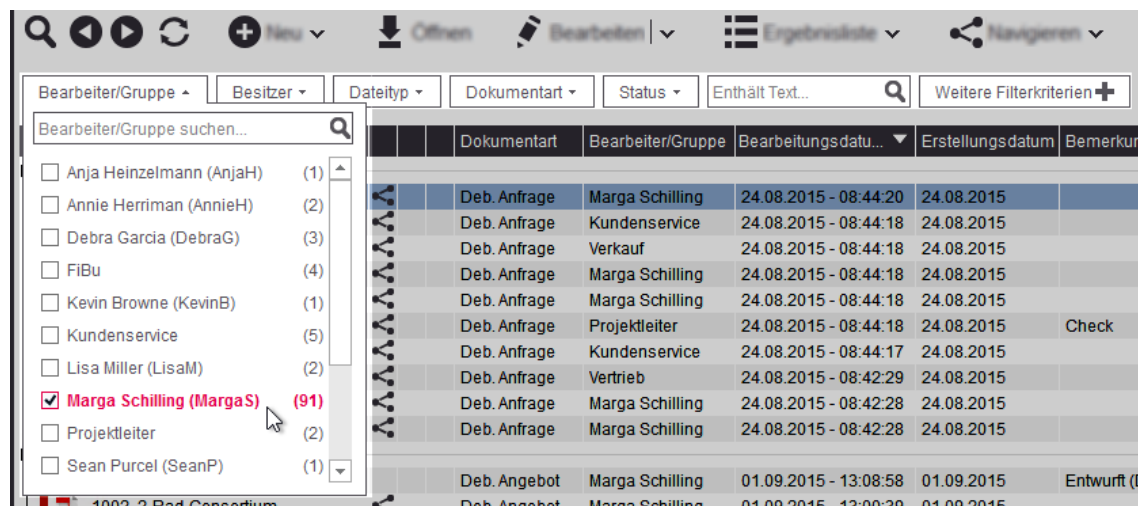 Neu Öffnen Bearbeiten Ergebnisliste Navigieren
Bearbeiter/Gruppe Besitzer Dateityp Dokumentart Status Enthält Text... Weitere Filterkriterien
Bearbeiter/Gruppe suchen...
Dokumentart Bearbeiter/Gruppe Bearbeitungsdatu... Erstellungsdatum Bemerkun
Anja Heinzelmann (AnjaH) (1)
Deb. Anfrage Marga Schilling 24.08.2015 - 08:44:20 24.08.2015
Annie Herriman (AnnieH) (2)
Deb. Anfrage Kundenservice 24.08.2015 - 08:44:18 24.08.2015
Debra Garcia (DebraG) (3)
Deb. Anfrage Verkauf 24.08.2015 - 08:44:18 24.08.2015
FiBu (4)
Deb. Anfrage Marga Schilling 24.08.2015 - 08:44:18 24.08.2015
Kevin Browne (KevinB) (1)
Deb. Anfrage Marga Schilling 24.08.2015 - 08:44:18 24.08.2015
Kundenservice (5)
Deb. Anfrage Projektleiter 24.08.2015 - 08:44:18 24.08.2015 Check
Deb. Anfrage Kundenservice 24.08.2015 - 08:44:17 24.08.2015
Lisa Miller (LisaM) (2)
Deb. Anfrage Vertrieb 24.08.2015 - 08:42:29 24.08.2015
Marga Schilling (MargaS) (91)
Deb. Anfrage Marga Schilling 24.08.2015 - 08:42:28 24.08.2015
Projektleiter (2)
Deb. Anfrage Marga Schilling 24.08.2015 - 08:42:28 24.08.2015
Sean Purcel (SeanP) (1)
Deb. Angebot Marga Schilling 01.09.2015 - 13:08:58 01.09.2015 Entwurft (
Deb. Angebot Marga Schilling 01.09.2015